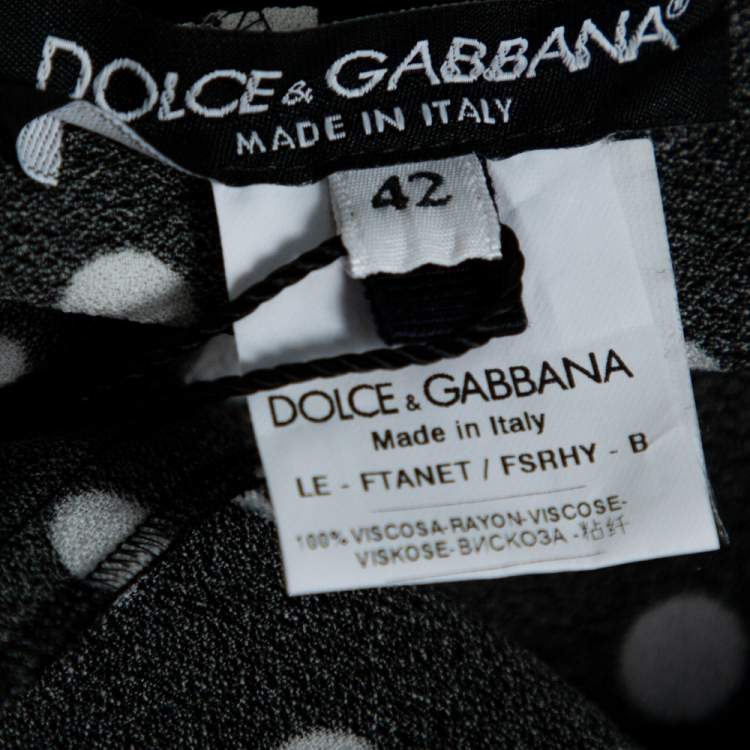 DOLCE & GABBANA®
MADE IN ITALY
42
DOLCE & GABBANA
Made in Italy
LE - FTANET / FSRHY - B
100% VISCOSA-RAYON-VISCOSE-
VISKOSE-ВИСКОЗА -粘纤